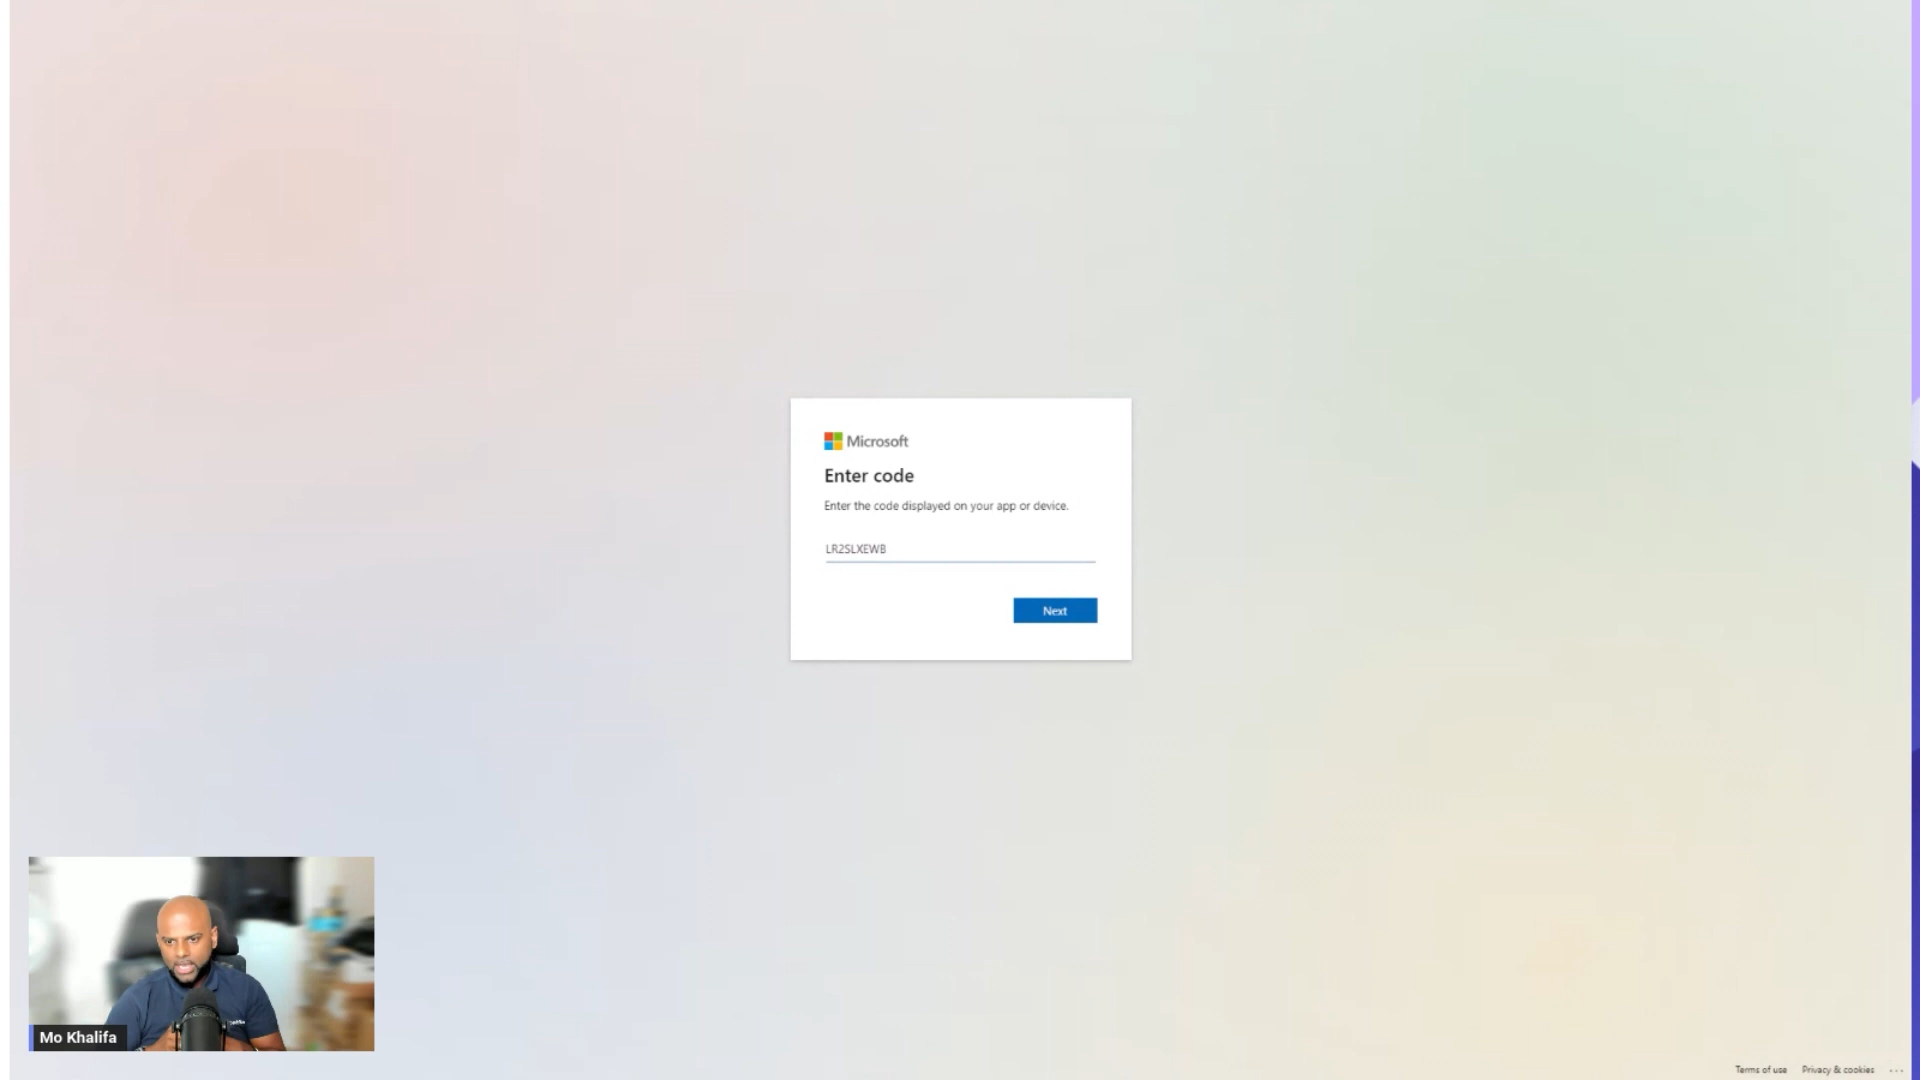 Microsoft
Enter code
Enter the code displayed on your app or device.
LR2SLXEWB
Next
Mo Khalifa
Terms of use
Privacy & cookies
...